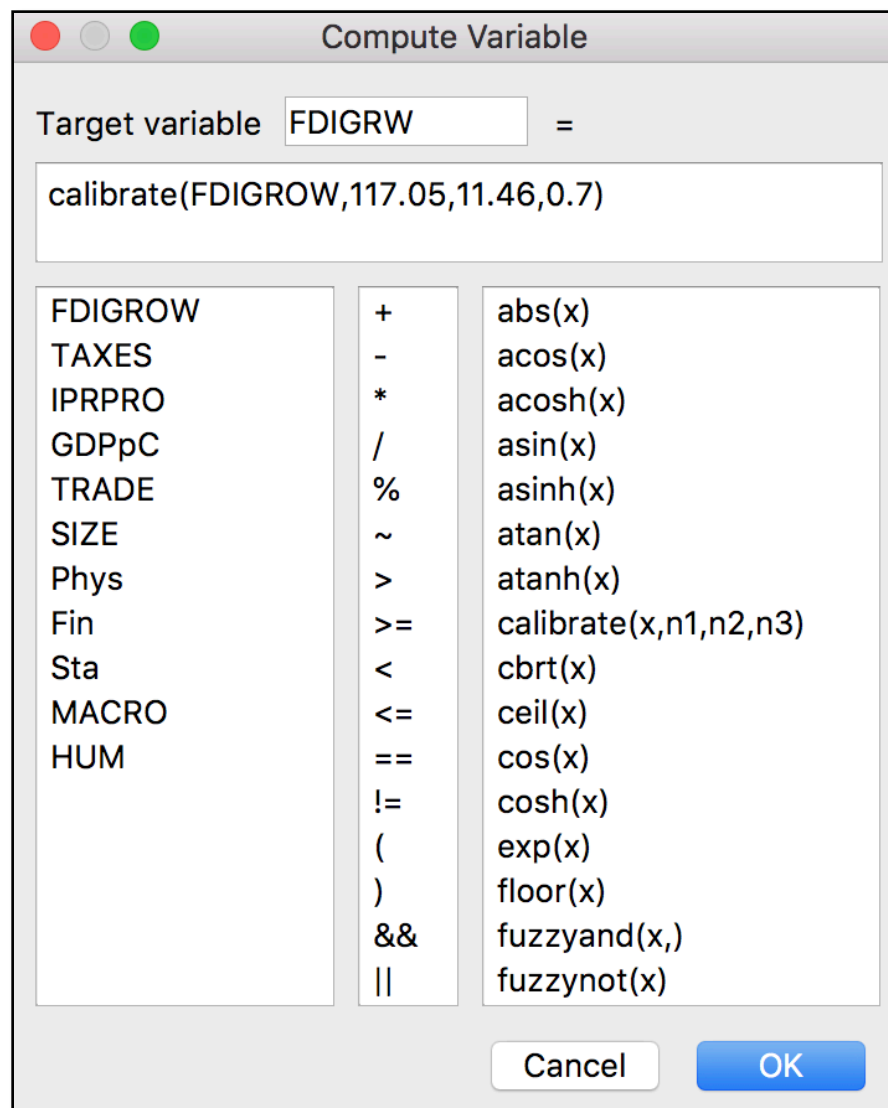 Compute Variable
Target variable FDIGRW =
calibrate(FDIGROW,117.05,11.46,0.7)
FDIGROW + abs(x)
TAXES - acos(x)
IPRPRO * acosh(x)
GDPpC / asin(x)
TRADE % asinh(x)
SIZE ~ atan(x)
Phys > atanh(x)
Fin >= calibrate(x,n1,n2,n3)
Sta < cbrt(x)
MACRO <= ceil(x)
HUM == cos(x)
!= cosh(x)
( exp(x)
) floor(x)
&& fuzzyand(x,)
|| fuzzynot(x)
Cancel OK